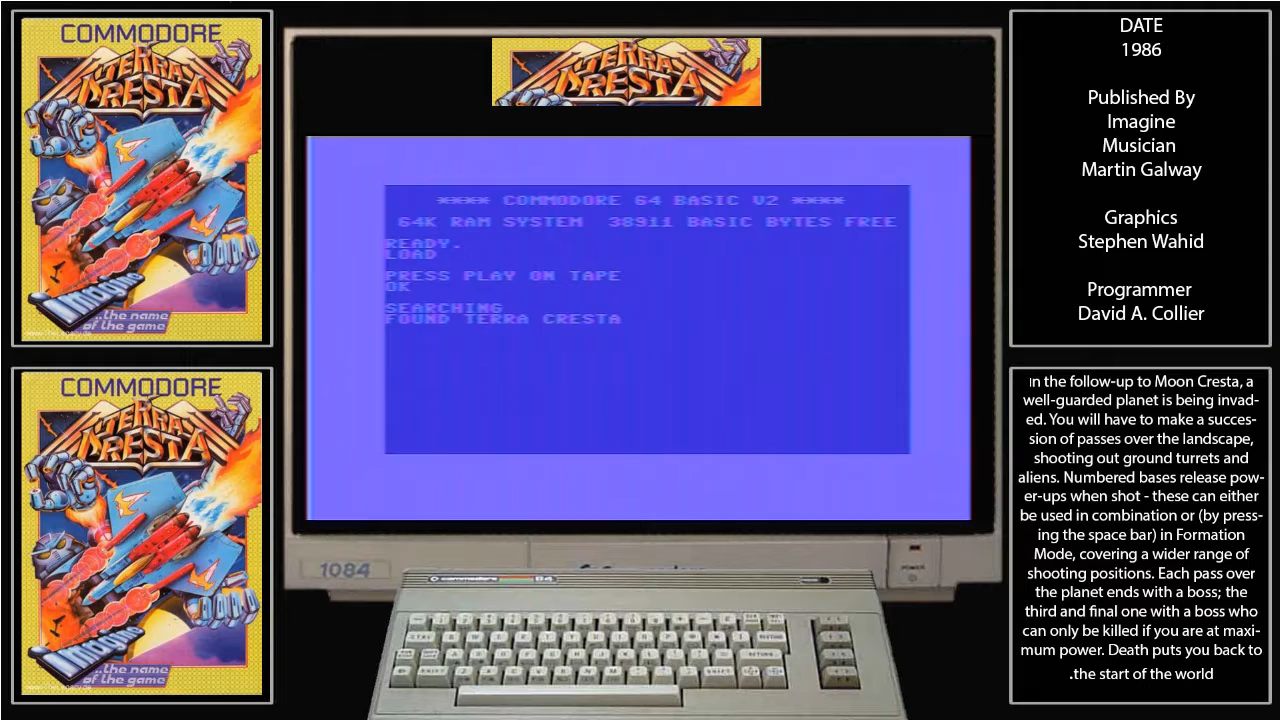 COMMODORE
TERRA
CRESTA
Imagine
...the name
of the game
COMMODORE
TERRA
CRESTA
Imagine
...the name
of the game
TERRA
CRESTA
**** COMMODORE 64 BASIC V2 ****
64K RAM SYSTEM 38911 BASIC BYTES FREE
READY.
LOAD
PRESS PLAY ON TAPE
OK
SEARCHING
FOUND TERRA CRESTA
1084
POWER
commodore 64
DATE
1986
Published By
Imagine
Musician
Martin Galway
Graphics
Stephen Wahid
Programmer
David A. Collier
In the follow-up to Moon Cresta, a
well-guarded planet is being invad-
ed. You will have to make a succes-
sion of passes over the landscape,
shooting out ground turrets and
aliens. Numbered bases release pow-
er-ups when shot - these can either
be used in combination or (by press-
ing the space bar) in Formation
Mode, covering a wider range of
shooting positions. Each pass over
the planet ends with a boss; the
third and final one with a boss who
can only be killed if you are at maxi-
mum power. Death puts you back to
.the start of the world